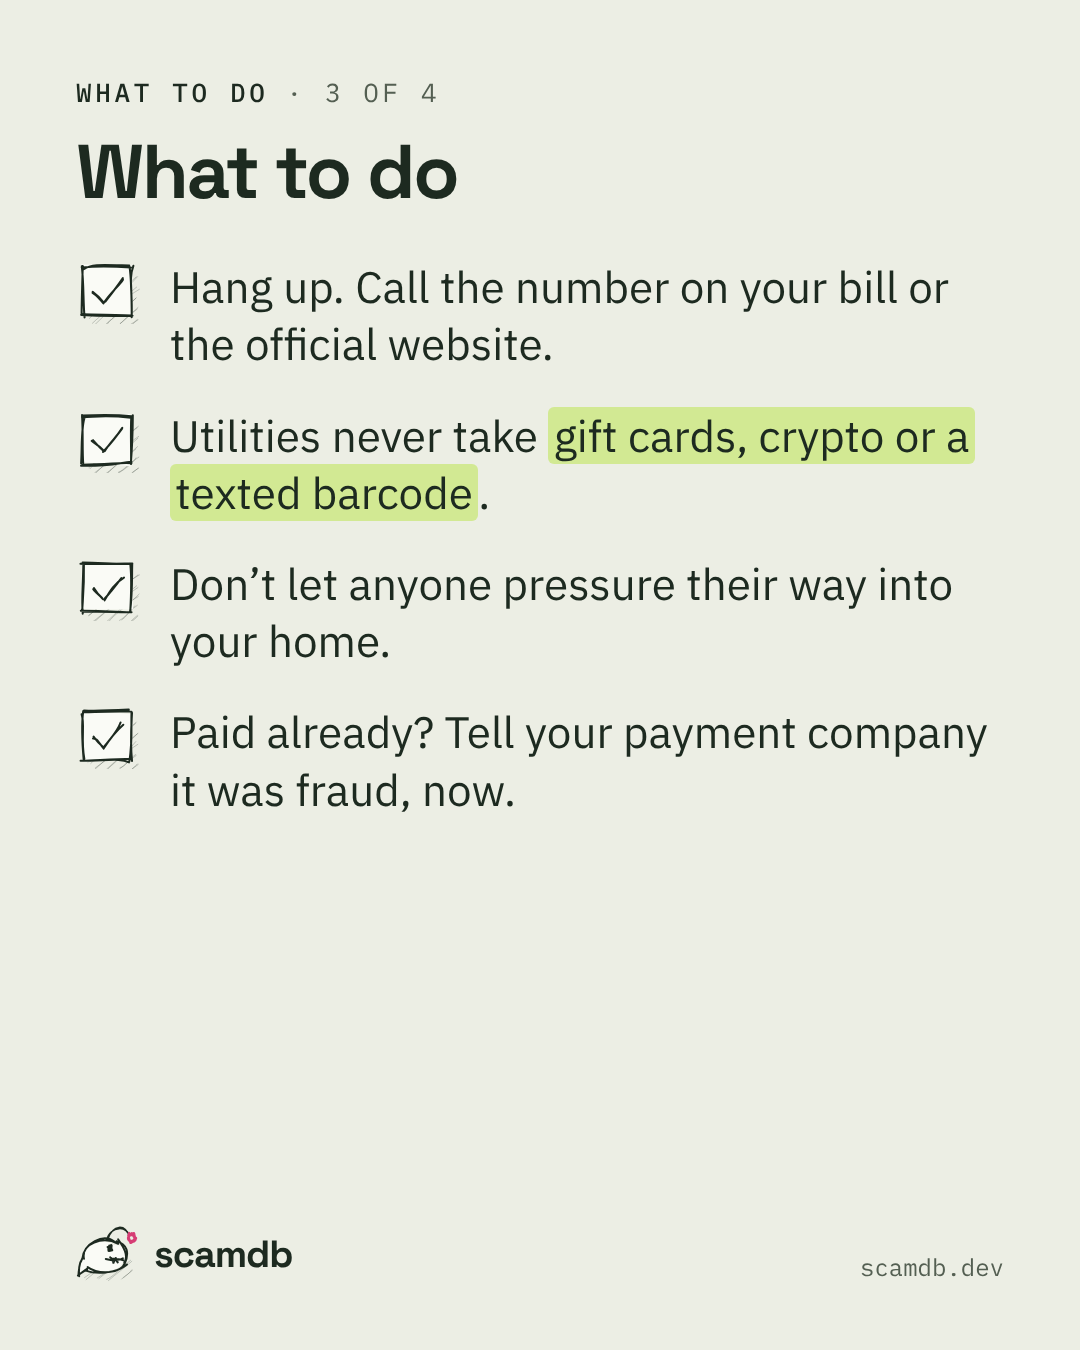 WHAT TO DO · 3 OF 4
What to do
Hang up. Call the number on your bill or
the official website.
Utilities never take gift cards, crypto or a
texted barcode.
Don’t let anyone pressure their way into
your home.
Paid already? Tell your payment company
it was fraud, now.
scamdb
scamdb.dev